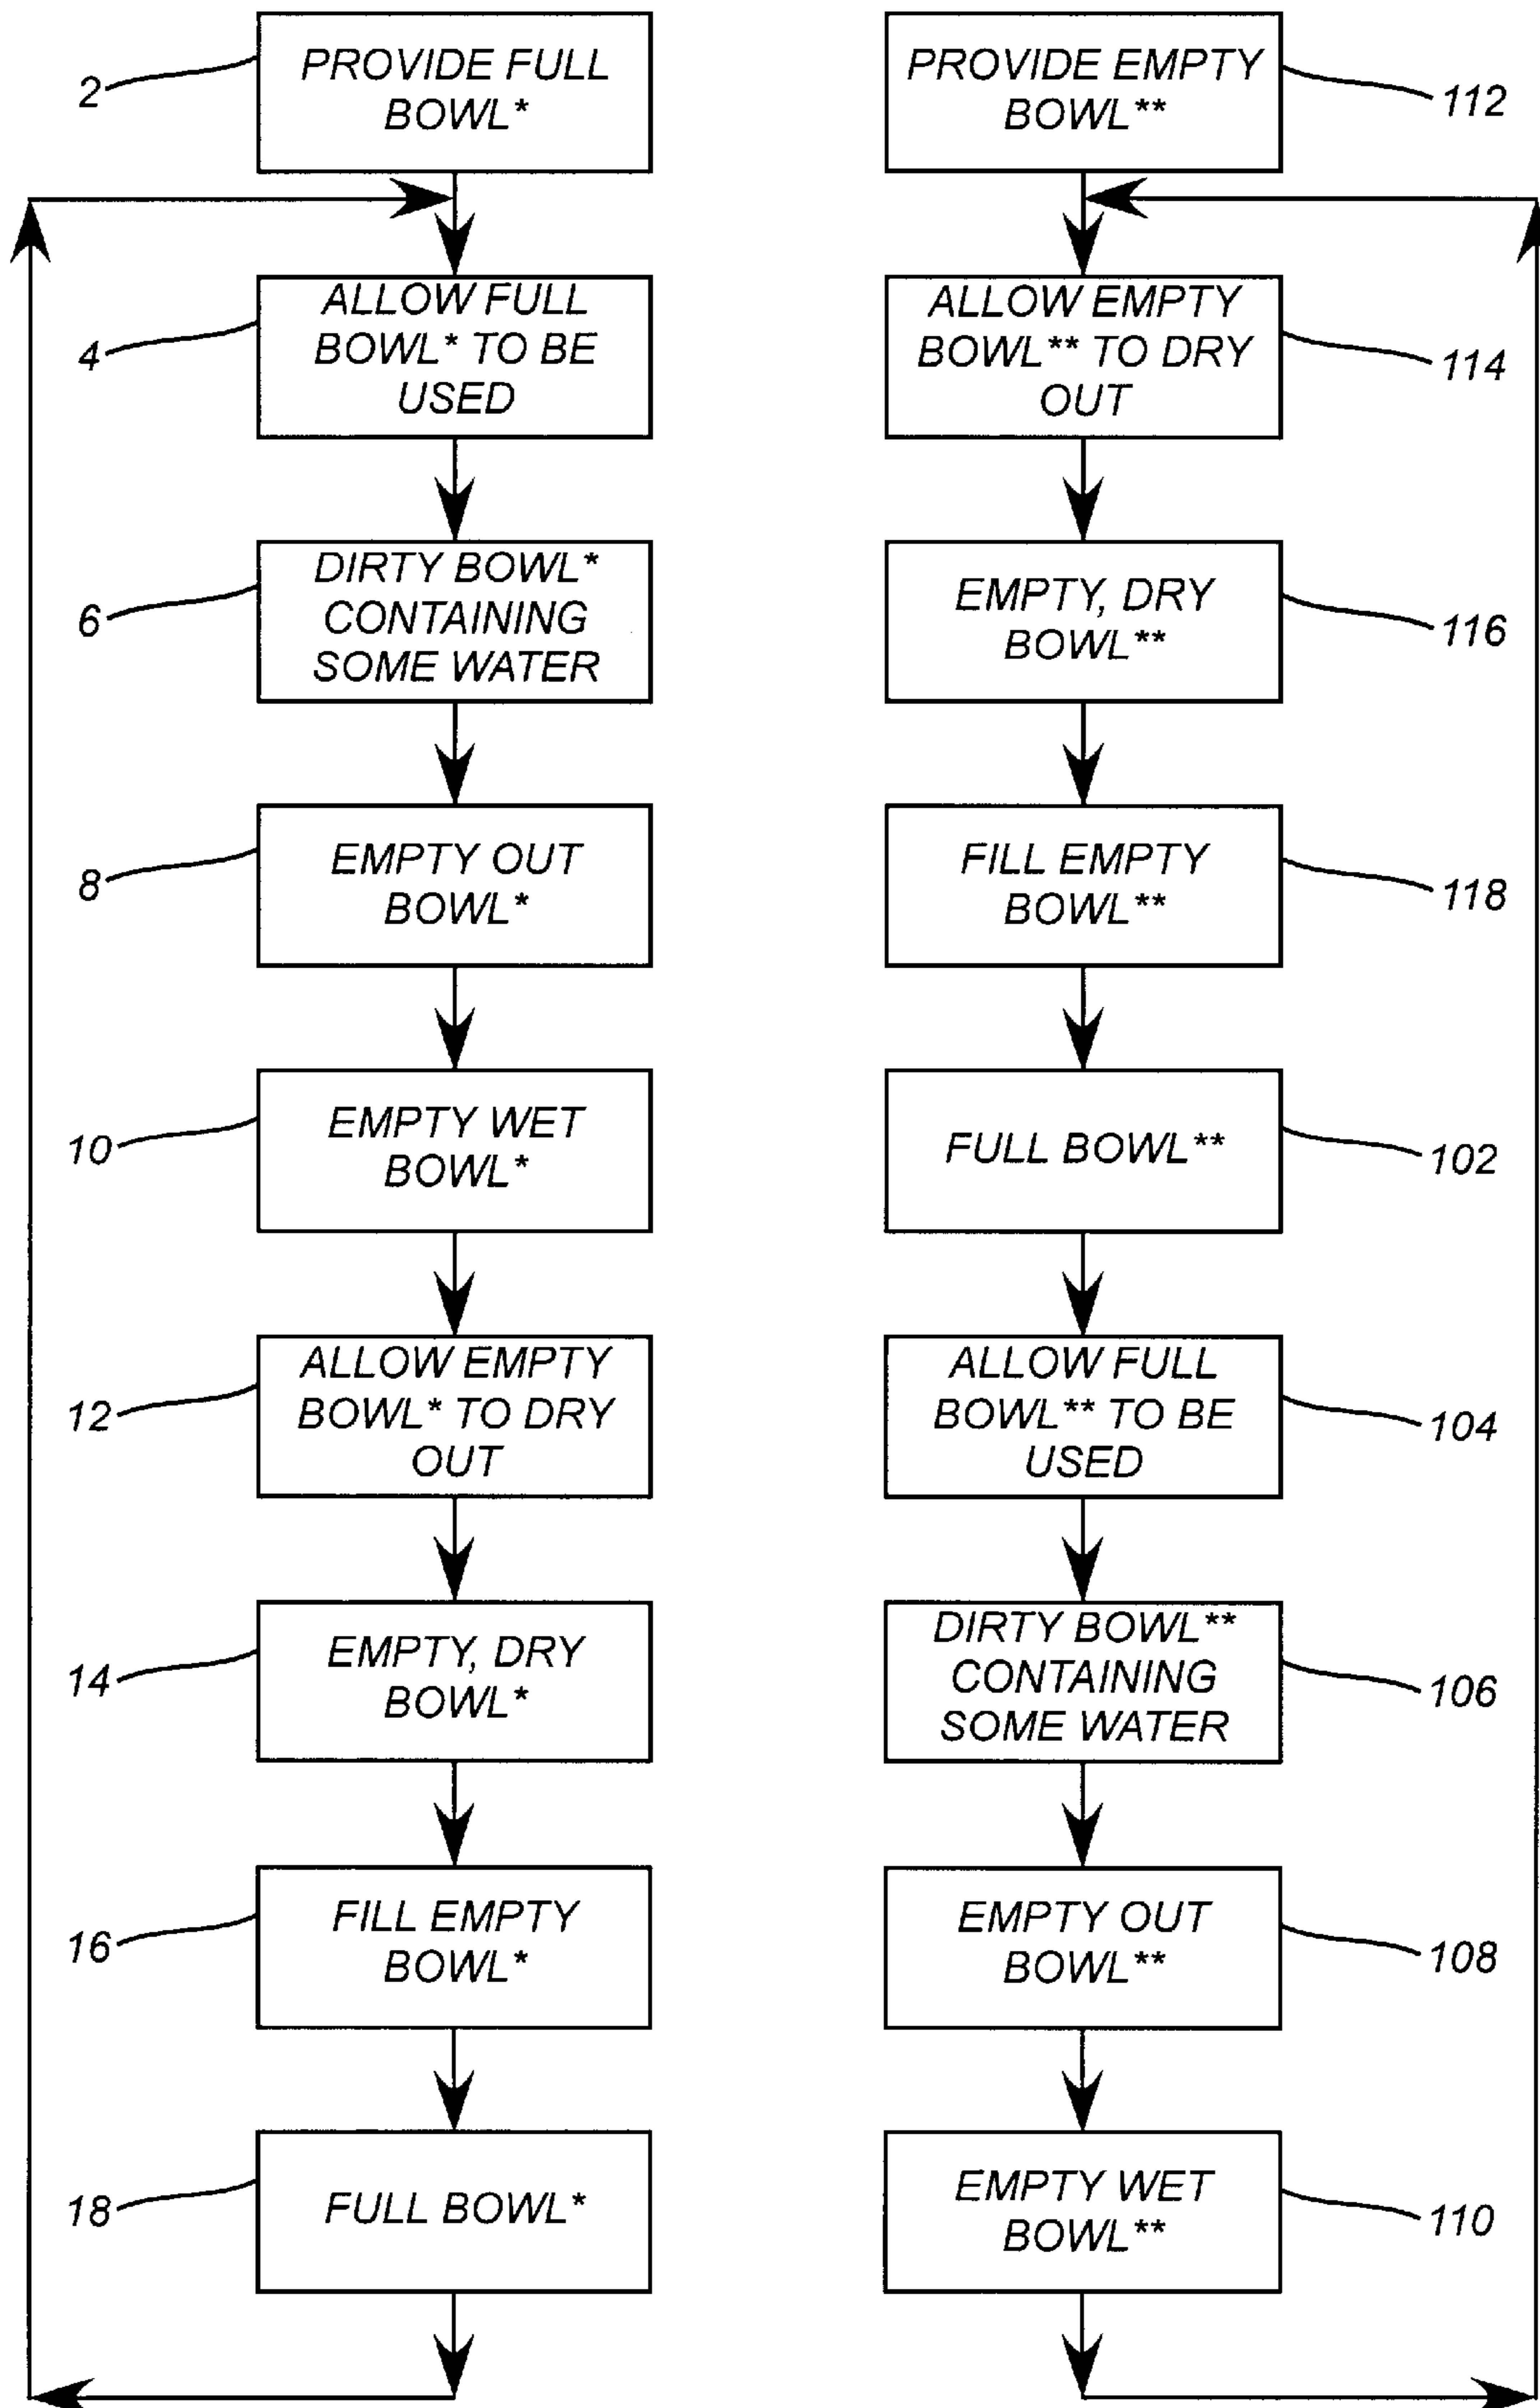 2
PROVIDE FULL
BOWL*
4
ALLOW FULL
BOWL* TO BE
USED
6
DIRTY BOWL*
CONTAINING
SOME WATER
8
EMPTY OUT
BOWL*
10
EMPTY WET
BOWL*
12
ALLOW EMPTY
BOWL* TO DRY
OUT
14
EMPTY, DRY
BOWL*
16
FILL EMPTY
BOWL*
18
FULL BOWL*
PROVIDE EMPTY
BOWL**
112
ALLOW EMPTY
BOWL** TO DRY
OUT
114
EMPTY, DRY
BOWL**
116
FILL EMPTY
BOWL**
118
FULL BOWL**
102
ALLOW FULL
BOWL** TO BE
USED
104
DIRTY BOWL**
CONTAINING
SOME WATER
106
EMPTY OUT
BOWL**
108
EMPTY WET
BOWL**
110